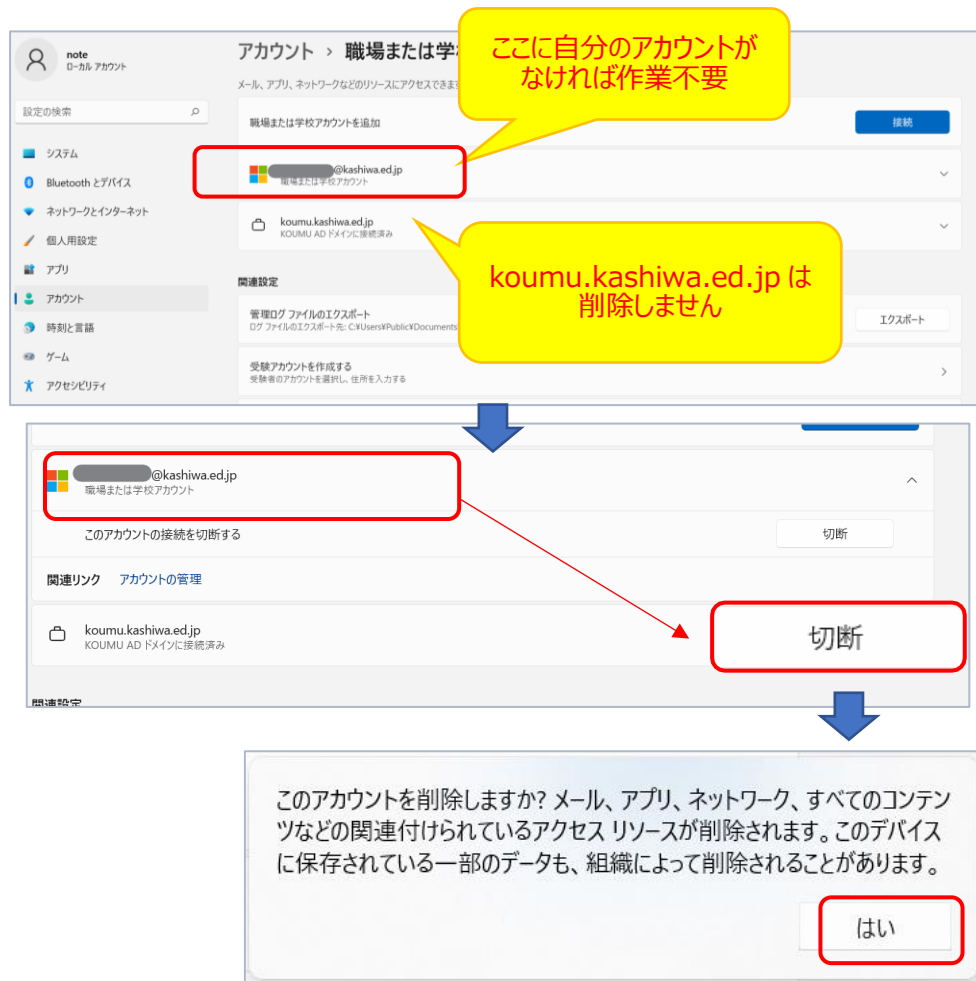 note
ローカル アカウント
設定の検索
システム
Bluetooth とデバイス
ネットワークとインターネット
個人用設定
アプリ
アカウント
時刻と言語
ゲーム
アクセシビリティ
アカウント › 職場または学
メール、アプリ、ネットワークなどのリソースにアクセスできま
ここに自分のアカウントが
なければ作業不要
職場または学校アカウントを追加
接続
@kashiwa.ed.jp
職場または学校アカウント
koumu.kashiwa.ed.jp
KOUMU AD ドメインに接続済み
koumu.kashiwa.ed.jp は
削除しません
関連設定
管理ログ ファイルのエクスポート
ログ ファイルのエクスポート先: C:¥Users¥Public¥Documents
エクスポート
受験アカウントを作成する
受験者のアカウントを選択し、住所を入力する
@kashiwa.ed.jp
職場または学校アカウント
このアカウントの接続を切断する
切断
関連リンク アカウントの管理
koumu.kashiwa.ed.jp
KOUMU AD ドメインに接続済み
切断
関連設定
このアカウントを削除しますか? メール、アプリ、ネットワーク、すべてのコンテン
ツなどの関連付けられているアクセス リソースが削除されます。このデバイス
に保存されている一部のデータも、組織によって削除されることがあります。
はい